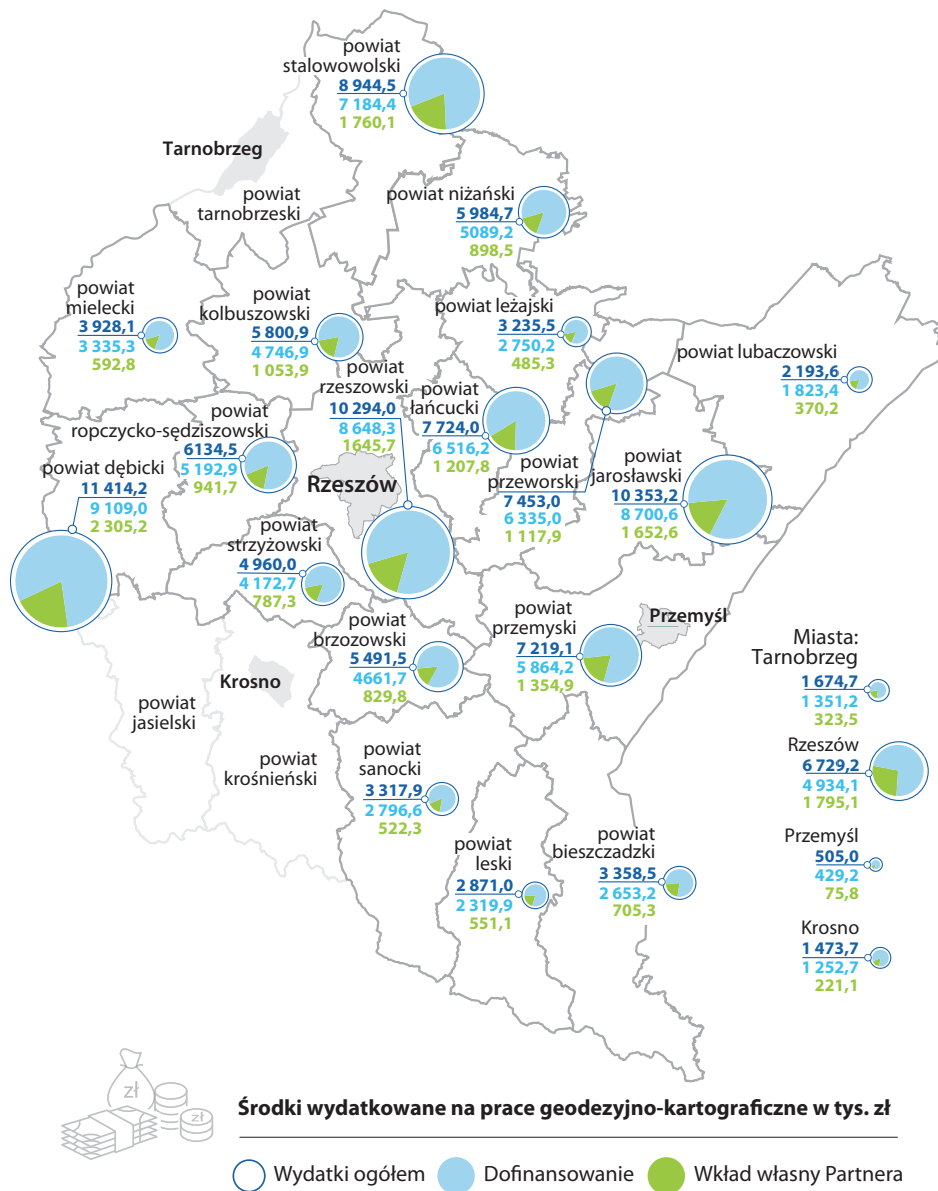 powiat
stalowowolski
8 944,5
7 184,4
1 760,1
Tarnobrzeg
powiat
tarnobrzeski
powiat niżański
5 984,7
5089,2
898,5
powiat
mielecki
3 928,1
3 335,3
592,8
powiat
kolbuszowski
5 800,9
4 746,9
1 053,9
powiat leżajski
3 235,5
2 750,2
485,3
powiat lubaczowski
2 193,6
1 823,4
370,2
powiat
rzeszowski
10 294,0
8 648,3
1645,7
powiat
łańcucki
7 724,0
6 516,2
1 207,8
powiat
ropczycko-sędziszowski
6134,5
5 192,9
941,7
powiat dębicki
11 414,2
9 109,0
2 305,2
Rzeszów
powiat
przeworski
7 453,0
6 335,0
1 117,9
powiat
jarosławski
10 353,2
8 700,6
1 652,6
powiat
strzyżowski
4 960,0
4 172,7
787,3
powiat
brzozowski
5 491,5
4661,7
829,8
powiat
przemyski
7 219,1
5 864,2
1 354,9
Przemyśl
Krosno
powiat
jasielski
powiat
krośnieński
powiat
sanocki
3 317,9
2 796,6
522,3
powiat
leski
2 871,0
2 319,9
551,1
powiat
bieszczadzki
3 358,5
2 653,2
705,3
Miasta:
Tarnobrzeg
1 674,7
1 351,2
323,5
Rzeszów
6 729,2
4 934,1
1 795,1
Przemyśl
505,0
429,2
75,8
Krosno
1 473,7
1 252,7
221,1
zł
zł
Środki wydatkowane na prace geodezyjno-kartograficzne w tys. zł
Wydatki ogółem
Dofinansowanie
Wkład własny Partnera